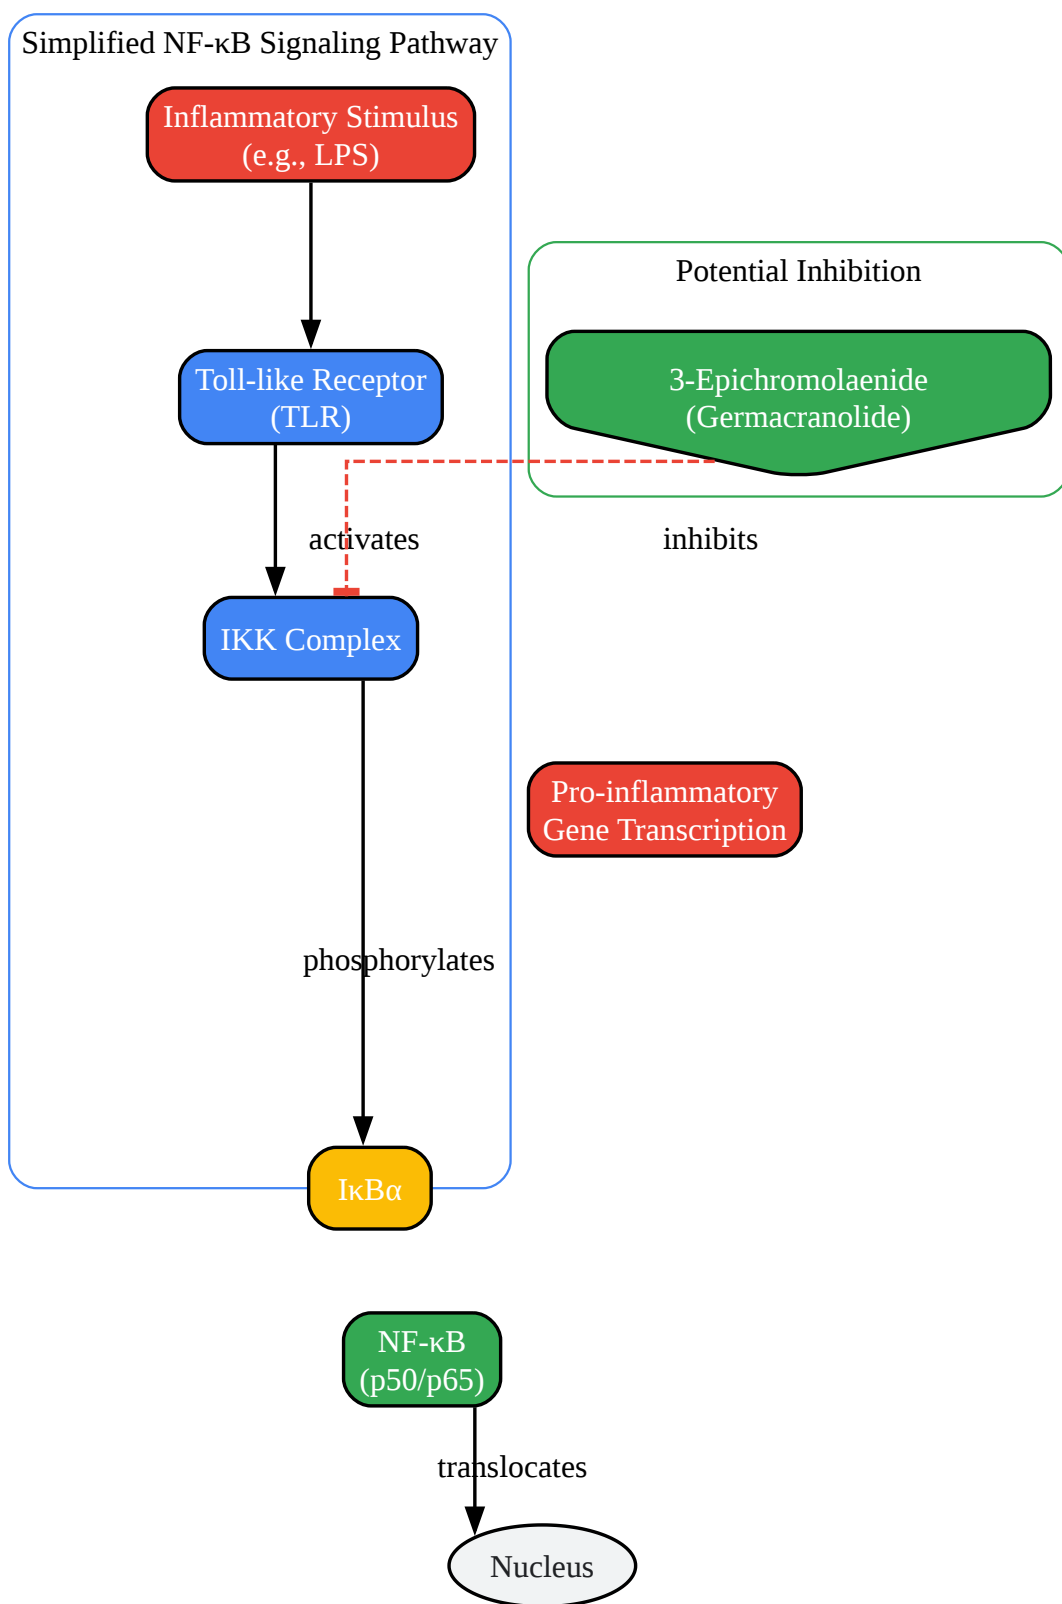 Simplified NF-κB Signaling Pathway
Inflammatory Stimulus
(e.g., LPS)
Potential Inhibition
Toll-like Receptor
(TLR)
3-Epichromolaenide
(Germacranolide)
activates
inhibits
IKK Complex
Pro-inflammatory
Gene Transcription
phosphorylates
IκBα
NF-κB
(p50/p65)
translocates
Nucleus